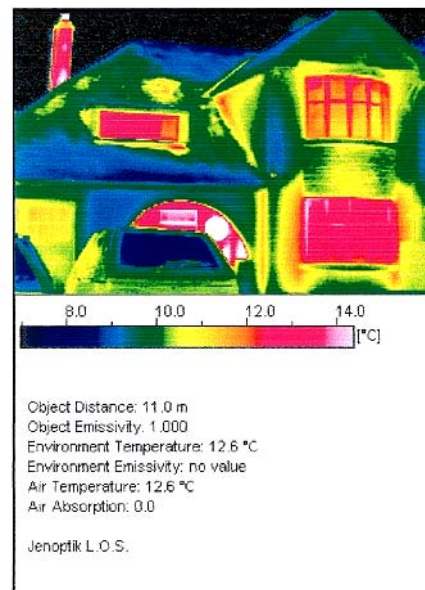 8.0 10.0 12.0 14.0
[°C]
Object Distance: 11.0 m
Object Emissivity: 1.000
Environment Temperature: 12.6 °C
Environment Emissivity: no value
Air Temperature: 12.6 °C
Air Absorption: 0.0
Jenoptik L.O.S.